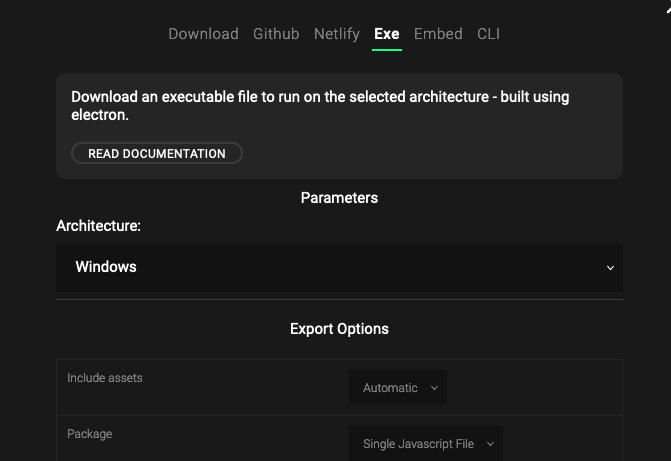 Download Github Netlify Exe Embed CLI
Download an executable file to run on the selected architecture - built using
electron.
READ DOCUMENTATION
Parameters
Architecture:
Windows
Export Options
Include assets Automatic
Package Single Javascript File